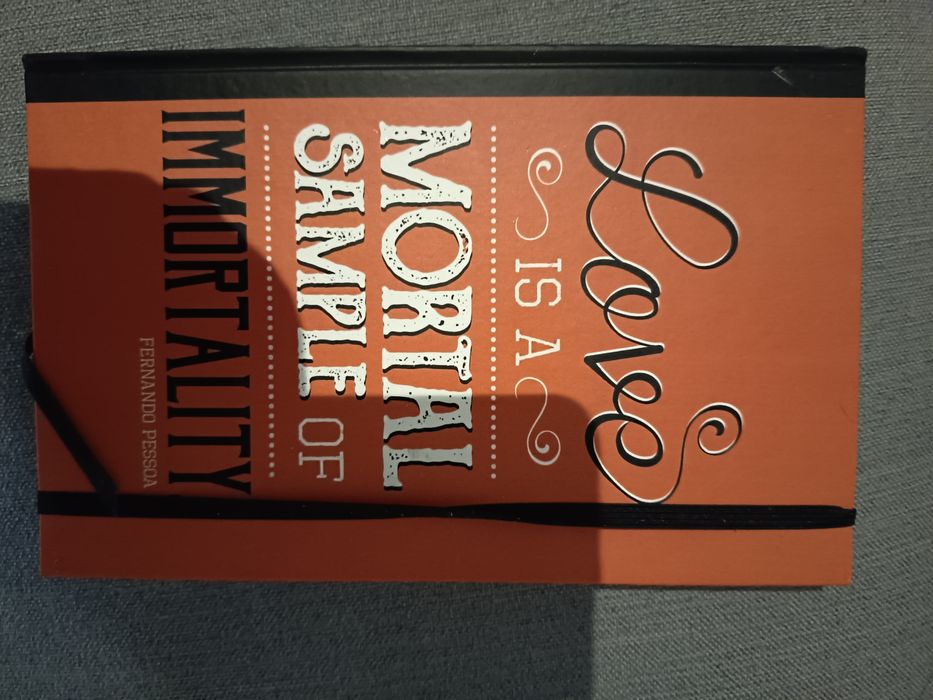 Love
IS A
MORTAL
SAMPLE OF
IMMORTALITY
FERNANDO PESSOA